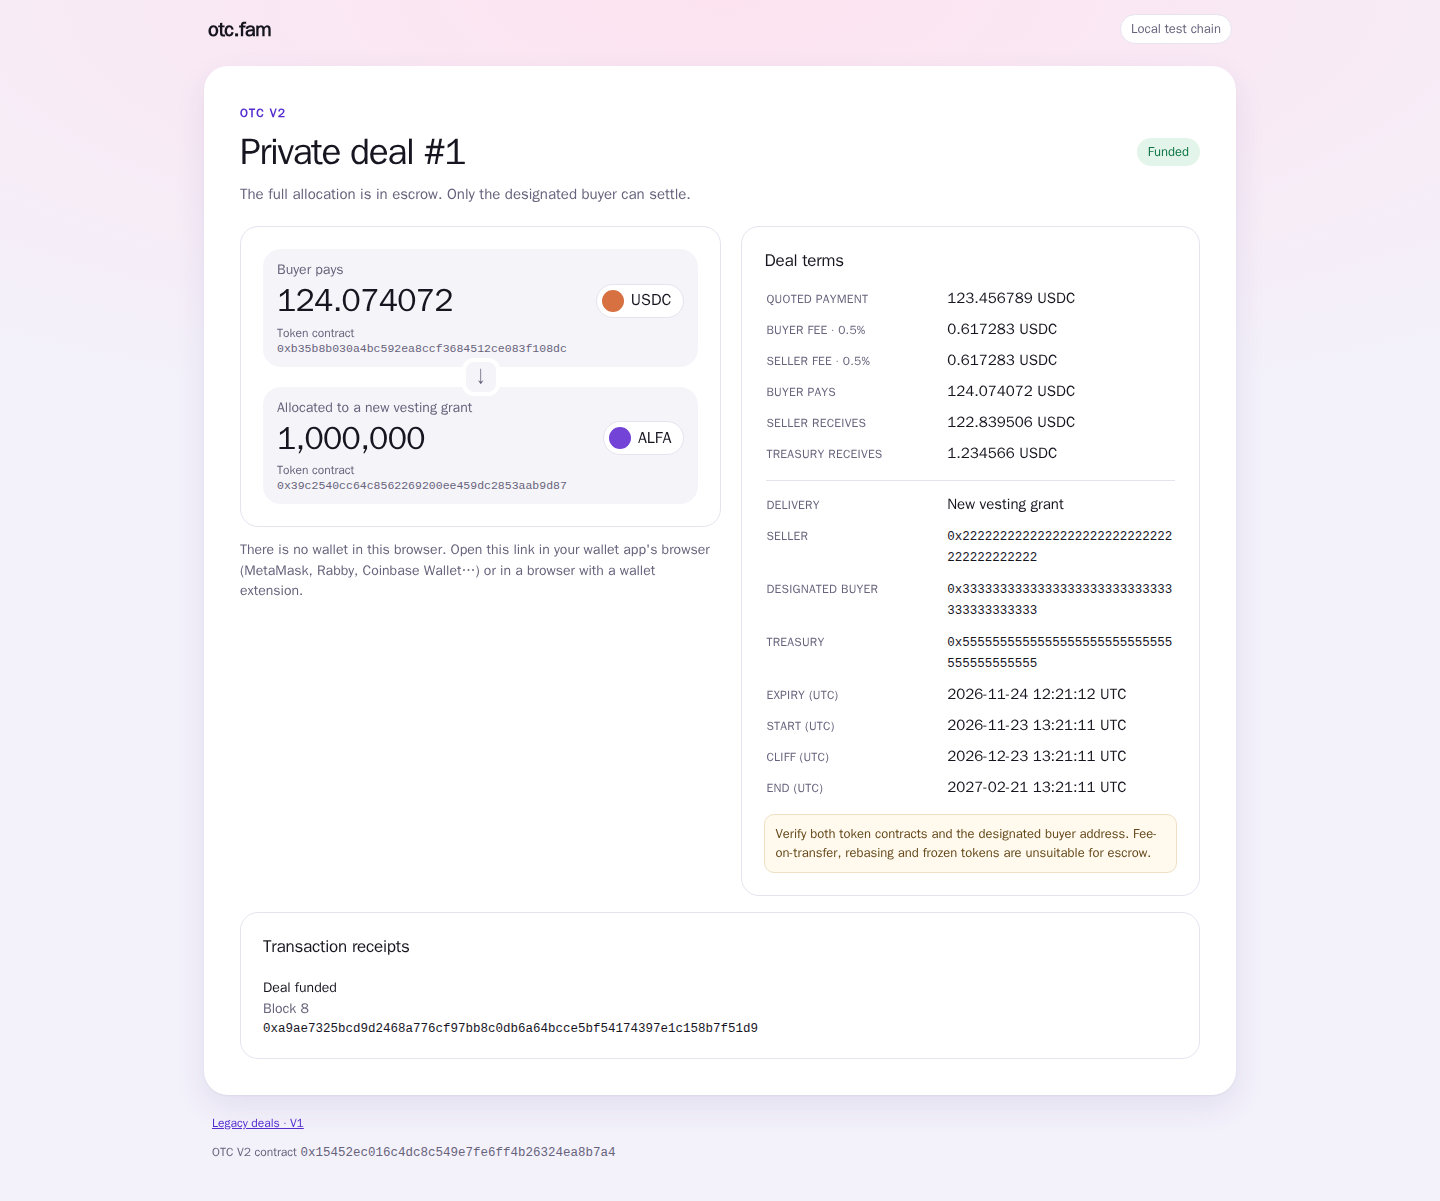 otc.fam
Local test chain
OTC V2
Private deal #1
Funded
The full allocation is in escrow. Only the designated buyer can settle.
Buyer pays
124.074072
USDC
Token contract
0xb35b8b030a4bc592ea8ccf3684512ce083f108dc
↓
Allocated to a new vesting grant
1,000,000
ALFA
Token contract
0x39c2540cc64c8562269200ee459dc2853aab9d87
There is no wallet in this browser. Open this link in your wallet app's browser
(MetaMask, Rabby, Coinbase Wallet…) or in a browser with a wallet
extension.
Deal terms
QUOTED PAYMENT 123.456789 USDC
BUYER FEE · 0.5% 0.617283 USDC
SELLER FEE · 0.5% 0.617283 USDC
BUYER PAYS 124.074072 USDC
SELLER RECEIVES 122.839506 USDC
TREASURY RECEIVES 1.234566 USDC
DELIVERY New vesting grant
SELLER 0x2222222222222222222222222222
222222222222
DESIGNATED BUYER 0x3333333333333333333333333333
333333333333
TREASURY 0x5555555555555555555555555555
555555555555
EXPIRY (UTC) 2026-11-24 12:21:12 UTC
START (UTC) 2026-11-23 13:21:11 UTC
CLIFF (UTC) 2026-12-23 13:21:11 UTC
END (UTC) 2027-02-21 13:21:11 UTC
Verify both token contracts and the designated buyer address. Fee-
on-transfer, rebasing and frozen tokens are unsuitable for escrow.
Transaction receipts
Deal funded
Block 8
0xa9ae7325bcd9d2468a776cf97bb8c0db6a64bcce5bf54174397e1c158b7f51d9
Legacy deals · V1
OTC V2 contract 0x15452ec016c4dc8c549e7fe6ff4b26324ea8b7a4